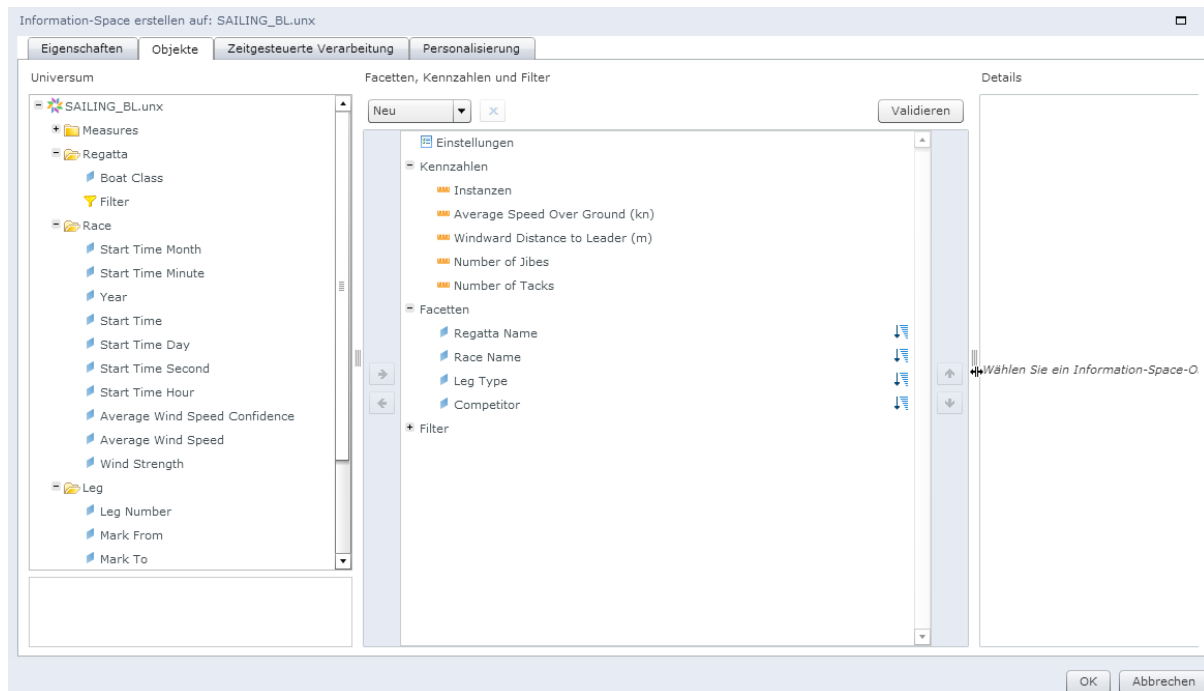 Information-Space erstellen auf: SAILING_BL.unx
Eigenschaften Objekte Zeitgesteuerte Verarbeitung Personalisierung
Universum
SAILING_BL.unx
Measures
Regatta
Boat Class
Filter
Race
Start Time Month
Start Time Minute
Year
Start Time
Start Time Day
Start Time Second
Start Time Hour
Average Wind Speed Confidence
Average Wind Speed
Wind Strength
Leg
Leg Number
Mark From
Mark To
Facetten, Kennzahlen und Filter
Neu
Validieren
Einstellungen
Kennzahlen
Instanzen
Average Speed Over Ground (kn)
Windward Distance to Leader (m)
Number of Jibes
Number of Tacks
Facetten
Regatta Name
Race Name
Leg Type
Competitor
Filter
Details
Wählen Sie ein Information-Space-O
OK Abbrechen